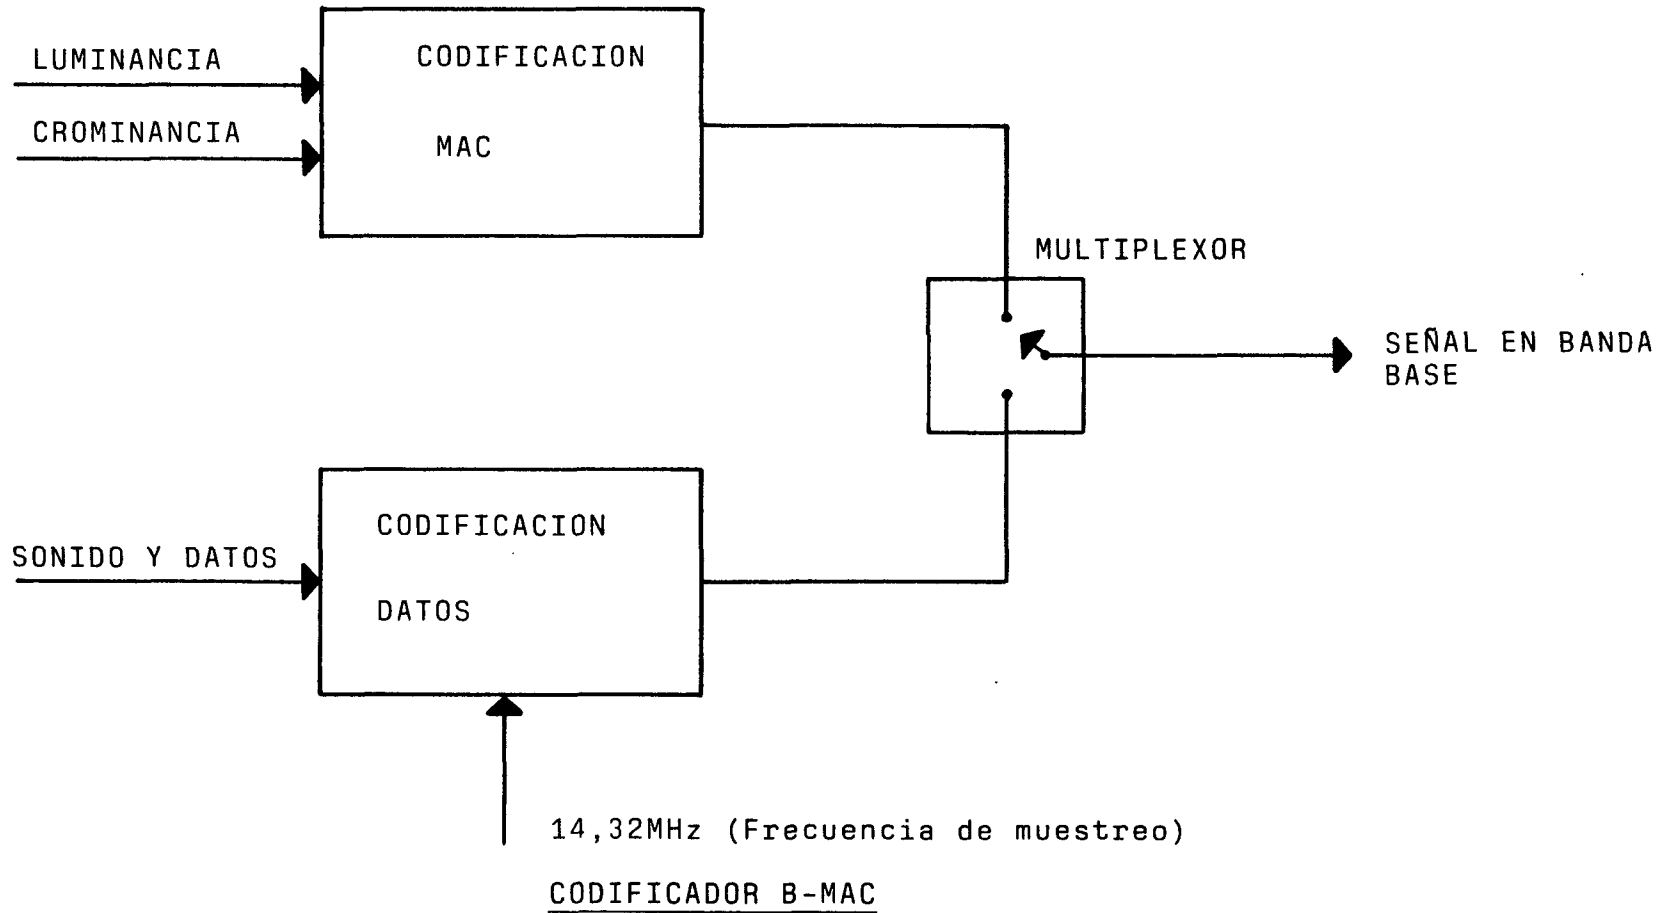 LUMINANCIA
CROMINANCIA
CODIFICACION
MAC
MULTIPLEXOR
SEÑAL EN BANDA
BASE
SONIDO Y DATOS
CODIFICACION
DATOS
14,32MHz (Frecuencia de muestreo)
CODIFICADOR B-MAC